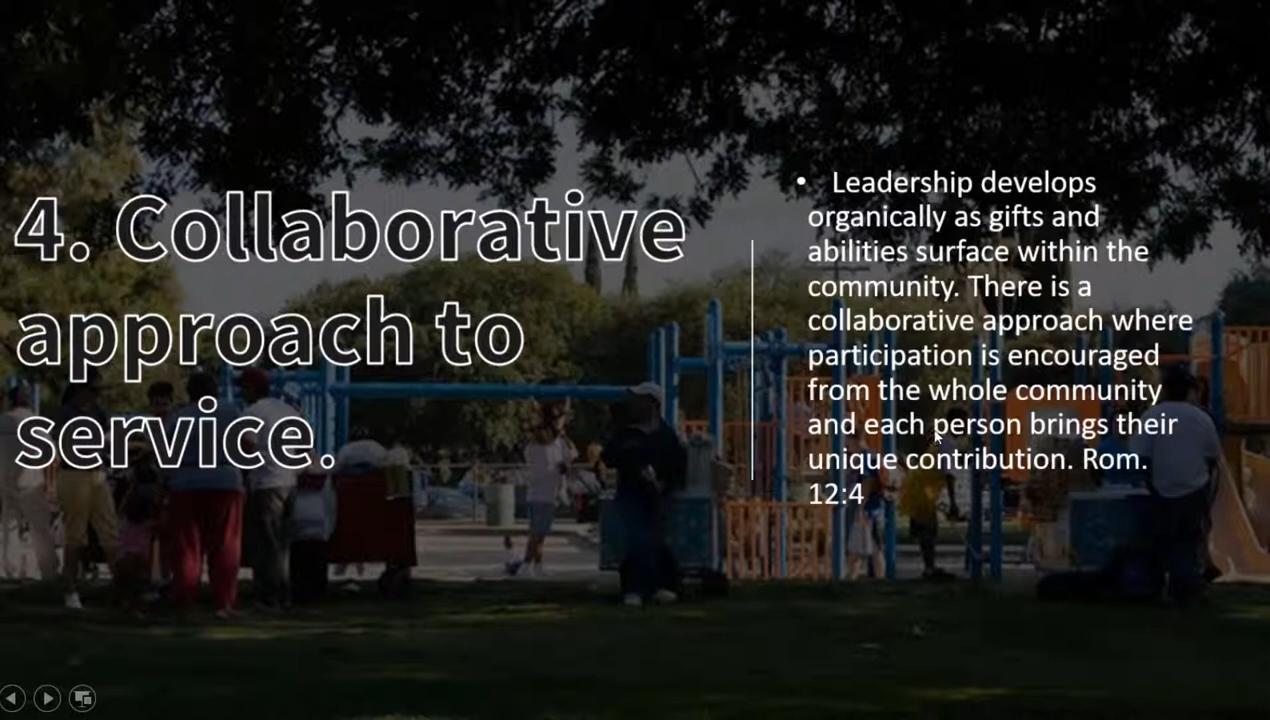 4. Collaborative
approach to
service.
• Leadership develops
organically as gifts and
abilities surface within the
community. There is a
collaborative approach where
participation is encouraged
from the whole community
and each person brings their
unique contribution. Rom.
12:4